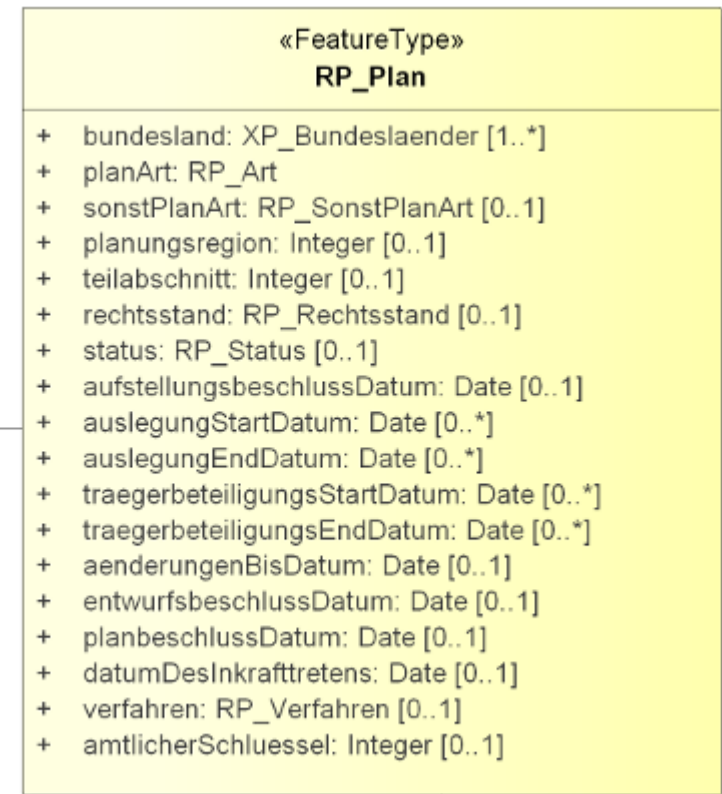 «FeatureType»
RP_Plan
+ bundesland: XP_Bundeslaender [1..*]
+ planArt: RP_Art
+ sonstPlanArt: RP_SonstPlanArt [0..1]
+ planungsregion: Integer [0..1]
+ teilabschnitt: Integer [0..1]
+ rechtsstand: RP_Rechtsstand [0..1]
+ status: RP_Status [0..1]
+ aufstellungsbeschlussDatum: Date [0..1]
+ auslegungStartDatum: Date [0..*]
+ auslegungEndDatum: Date [0..*]
+ traegerbeteiligungsStartDatum: Date [0..*]
+ traegerbeteiligungsEndDatum: Date [0..*]
+ aenderungenBisDatum: Date [0..1]
+ entwurfsbeschlussDatum: Date [0..1]
+ planbeschlussDatum: Date [0..1]
+ datumDesInkrafttretens: Date [0..1]
+ verfahren: RP_Verfahren [0..1]
+ amtlicherSchluessel: Integer [0..1]